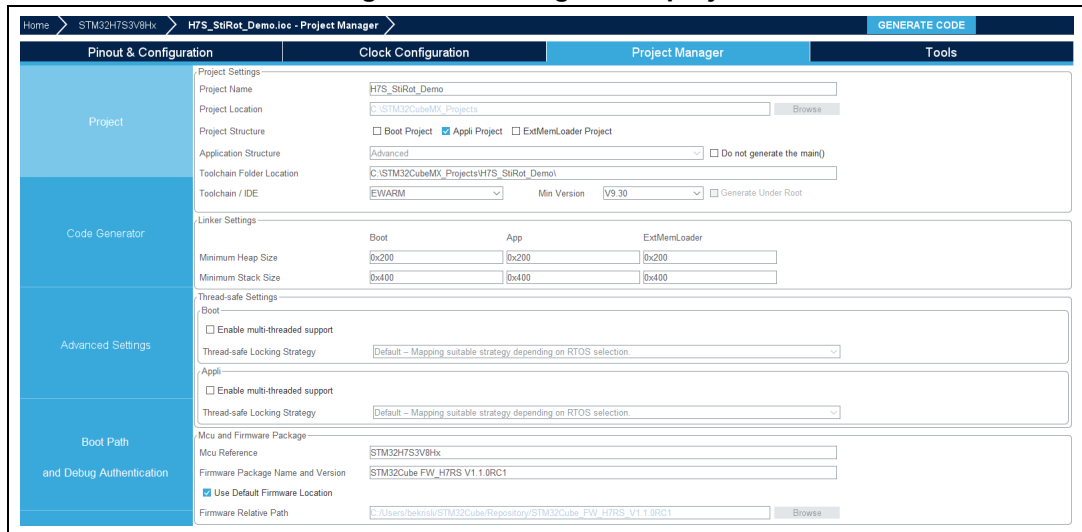 Home STM32H7S3V8Hx H7S_StiRot_Demo.ioc - Project Manager GENERATE CODE
Pinout & Configuration Clock Configuration Project Manager Tools
Project
Code Generator
Advanced Settings
Boot Path
and Debug Authentication
Project Settings
Project Name H7S_StiRot_Demo
Project Location C:\STM32CubeMX_Projects Browse
Project Structure Boot Project Appli Project ExtMemLoader Project
Application Structure Advanced Do not generate the main()
Toolchain Folder Location C:\STM32CubeMX_Projects\H7S_StiRot_Demo\
Toolchain / IDE EWARM Min Version V9.30 Generate Under Root
Linker Settings
Boot App ExtMemLoader
Minimum Heap Size 0x200 0x200 0x200
Minimum Stack Size 0x400 0x400 0x400
Thread-safe Settings
Boot
Enable multi-threaded support
Thread-safe Locking Strategy Default – Mapping suitable strategy depending on RTOS selection.
Appli
Enable multi-threaded support
Thread-safe Locking Strategy Default – Mapping suitable strategy depending on RTOS selection.
Mcu and Firmware Package
Mcu Reference STM32H7S3V8Hx
Firmware Package Name and Version STM32Cube FW_H7RS V1.1.0RC1
Use Default Firmware Location
Firmware Relative Path C:/Users/bekrisli/STM32Cube/Repository/STM32Cube_FW_H7RS_V1.1.0RC1 Browse